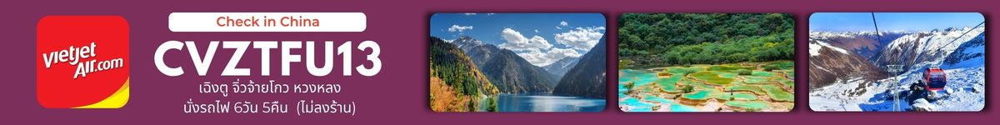 vietjet
Air.com
Check in China
CVZTFU13
เฉิงตู จิ่วจ้ายโกว หวงหลง
นั่งรถไฟ 6วัน 5คืน (ไม่ลงร้าน)